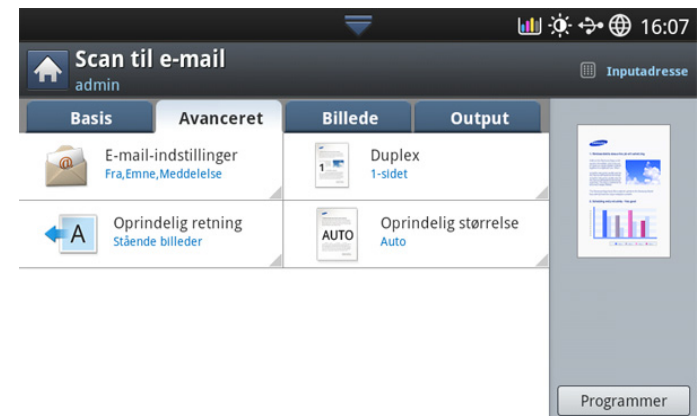 16:07
Scan til e-mail
admin
Inputadresse
Basis
Avanceret
Billede
Output
E-mail-indstillinger
Fra,Emne,Meddelelse
Duplex
1-sidet
1
A
Oprindelig retning
Stående billeder
AUTO
Oprindelig størrelse
Auto
Programmer